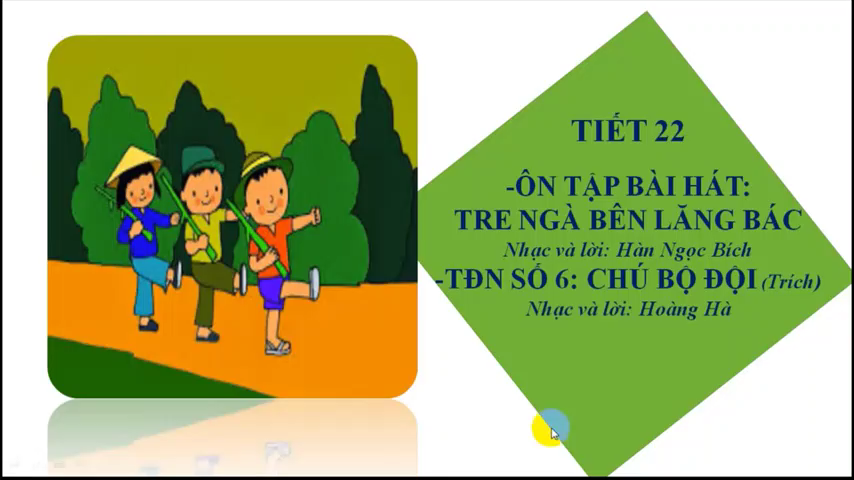 TIẾT 22
-ÔN TẬP BÀI HÁT:
TRE NGÀ BÊN LĂNG BÁC
Nhạc và lời: Hàn Ngọc Bích
-TĐN SỐ 6: CHÚ BỘ ĐỘI (Trích)
Nhạc và lời: Hoàng Hà